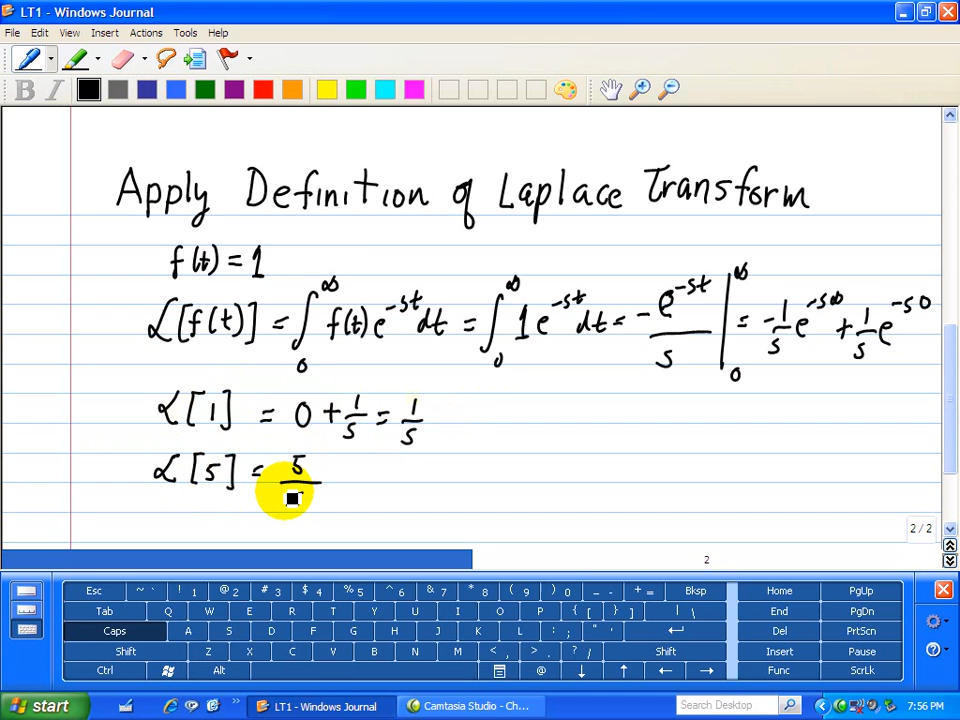 LT1 - Windows Journal
File Edit View Insert Actions Tools Help
B I
Apply Definition of Laplace Transform
f(t) = 1
ℒ[f(t)] = ∫₀^∞ f(t)e^{-st}dt = ∫₀^∞ 1e^{-st}dt = -e^{-st}/s |₀^∞ = -1/s e^{-s∞} + 1/s e^{-s0}
ℒ[1] = 0 + 1/s = 1/s
ℒ[5] = 5
2 / 2
2
Esc ~ ` ! 1 @ 2 # 3 $ 4 % 5 ^ 6 & 7 * 8 ( 9 ) 0 _ - + = Bksp Home PgUp
Tab Q W E R T Y U I O P { [ } ] | \ End PgDn
Caps A S D F G H J K L : ; " ' Del PrtScn
Shift Z X C V B N M < , > . ? / Shift Insert Pause
Ctrl Alt @ Func ScrLk
start LT1 - Windows Journal Camtasia Studio - Ch... Search Desktop 7:56 PM